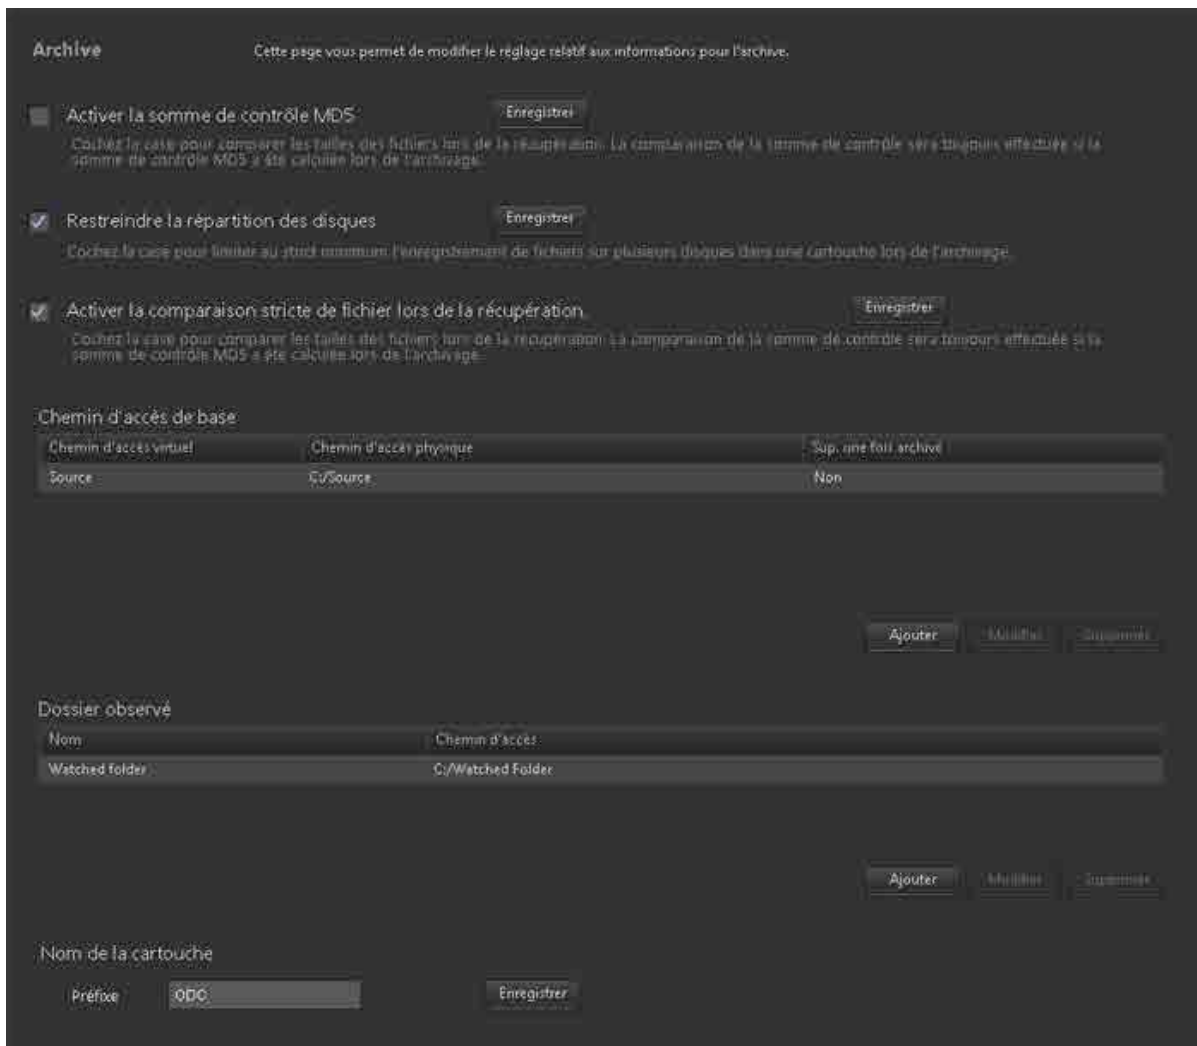 Archive
Cette page vous permet de modifier le réglage relatif aux informations pour l'archive.
Activer la somme de contrôle MD5
Enregistrer
Cochez la case pour comparer les tailles des fichiers lors de la récupération. La comparaison de la somme de contrôle sera toujours effectuée si la
somme de contrôle MD5 a été calculée lors de l'archivage.
Restreindre la répartition des disques
Enregistrer
Cochez la case pour limiter au strict minimum l'enregistrement de fichiers sur plusieurs disques dans une cartouche lors de l'archivage.
Activer la comparaison stricte de fichier lors de la récupération.
Enregistrer
Cochez la case pour comparer les tailles des fichiers lors de la récupération. La comparaison de la somme de contrôle sera toujours effectuée si la
somme de contrôle MD5 a été calculée lors de l'archivage.
Chemin d'accès de base
Chemin d'accès virtuel Chemin d'accès physique Sup. une fois archivé
Source C:/Source Non
Ajouter Modifier Supprimer
Dossier observé
Nom Chemin d'accès
Watched folder C:/Watched Folder
Ajouter Modifier Supprimer
Nom de la cartouche
Préfixe ODC Enregistrer